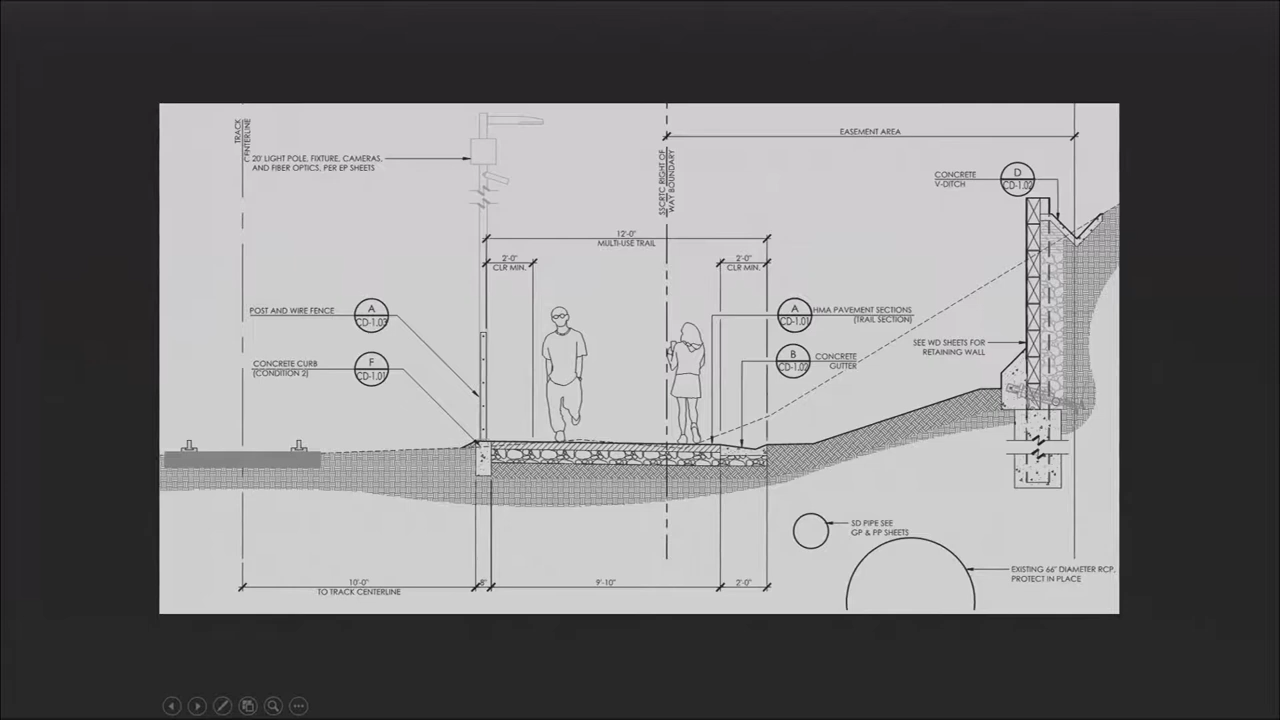 TRACK
CENTERLINE
20' LIGHT POLE, FIXTURE, CAMERAS,
AND FIBER OPTICS, PER EP SHEETS
SSCRTC RIGHT OF
WAY BOUNDARY
EASEMENT AREA
CONCRETE
V-DITCH
D
CD-1.02
12'-0"
MULTI-USE TRAIL
2'-0"
CLR MIN.
2'-0"
CLR MIN.
POST AND WIRE FENCE
A
CD-1.03
A
CD-1.01
HMA PAVEMENT SECTIONS
(TRAIL SECTION)
CONCRETE CURB
(CONDITION 2)
F
CD-1.01
B
CD-1.02
CONCRETE
GUTTER
SEE WD SHEETS FOR
RETAINING WALL
SD PIPE SEE
GP & PP SHEETS
EXISTING 66" DIAMETER RCP,
PROTECT IN PLACE
10'-0"
TO TRACK CENTERLINE
8"
9'-10"
2'-0"